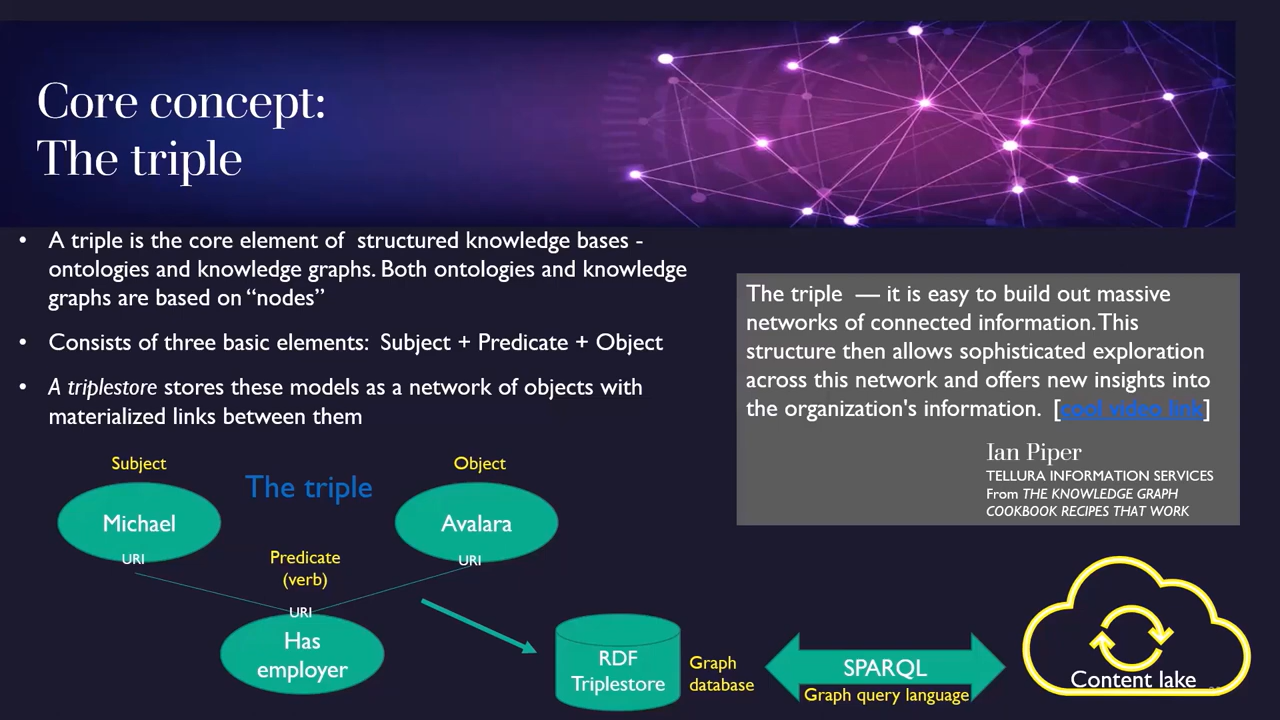 Core concept:
The triple
• A triple is the core element of  structured knowledge bases -
ontologies and knowledge graphs. Both ontologies and knowledge
graphs are based on “nodes”
• Consists of three basic elements:  Subject + Predicate + Object
• A triplestore stores these models as a network of objects with
materialized links between them
The triple  — it is easy to build out massive
networks of connected information. This
structure then allows sophisticated exploration
across this network and offers new insights into
the organization's information.  [cool video link]
Ian Piper
TELLURA INFORMATION SERVICES
From THE KNOWLEDGE GRAPH
COOKBOOK RECIPES THAT WORK
Subject
The triple
Object
Michael
URI
Avalara
URI
Predicate
(verb)
URI
Has
employer
RDF
Triplestore
Graph
database
SPARQL
Graph query language
Content lake